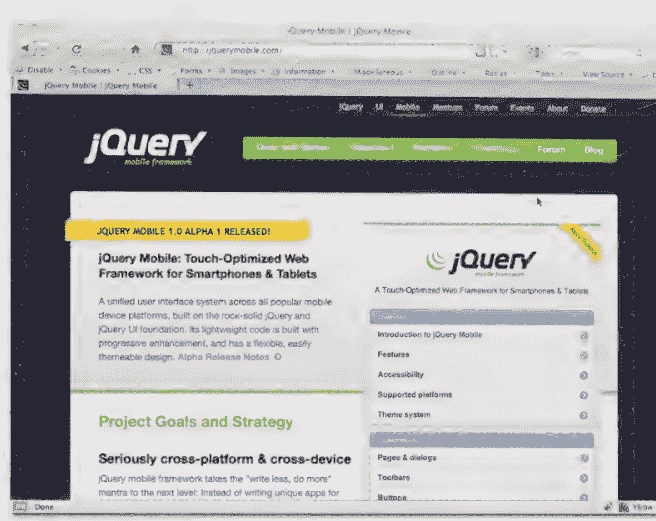 jQuery Mobile | jQuery Mobile
http://jquerymobile.com/
Disable Cookies CSS Forms Images Information Miscellaneous Outline Resize Tools View Source
jQuery Mobile | jQuery Mobile
jQuery UI Mobile Meetups Forum Events About Donate
jQuery
mobile framework
Forum Blog
JQUERY MOBILE 1.0 ALPHA 1 RELEASED!
jQuery Mobile: Touch-Optimized Web
Framework for Smartphones & Tablets
A unified user interface system across all popular mobile
device platforms, built on the rock-solid jQuery and
jQuery UI foundation. Its lightweight code is built with
progressive enhancement, and has a flexible, easily
themeable design. Alpha Release Notes
jQuery
mobile framework
A Touch-Optimized Web Framework for Smartphones & Tablets
Overview
Introduction to jQuery Mobile
Features
Accessibility
Supported platforms
Theme system
Components
Pages & dialogs
Toolbars
Buttons
Project Goals and Strategy
Seriously cross-platform & cross-device
jQuery mobile framework takes the "write less, do more"
mantra to the next level: Instead of writing unique apps for
Done
YSlow